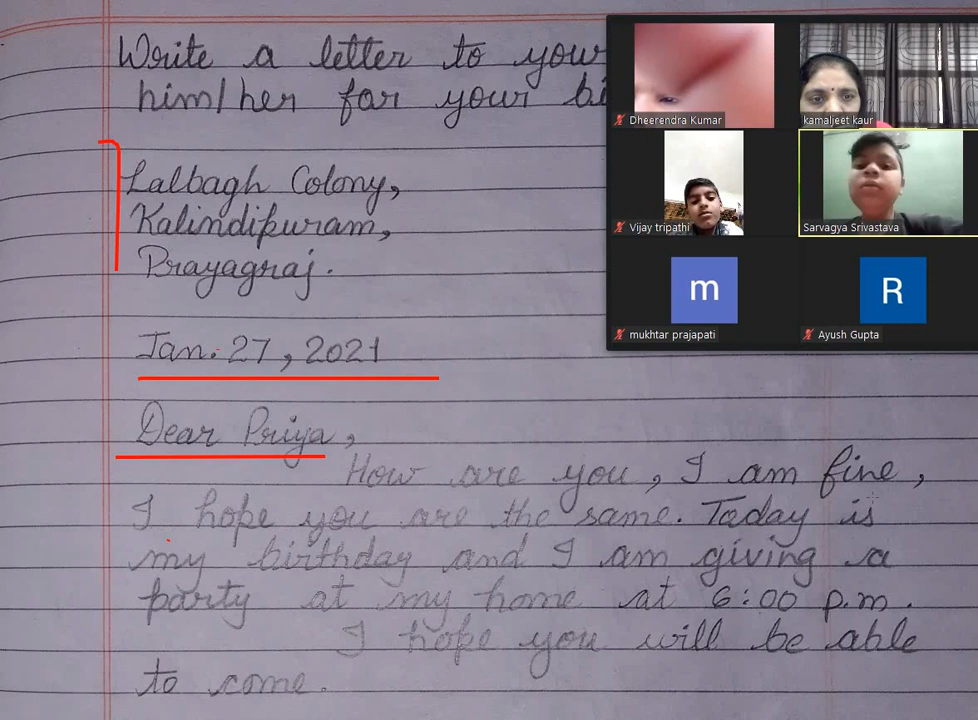 Write a letter to you
him/her for your bi
Lalbagh Colony,
Kalindipuram,
Prayagraj.
Jan. 27, 2021
Dear Priya,
How are you, I am fine,
I hope you are the same. Today is
my birthday and I am giving a
party at my home at 6:00 p.m.
I hope you will be able
to come.
Dheerendra Kumar
kamaljeet kaur
Vijay tripathi
Sarvagya Srivastava
m
R
mukhtar prajapati
Ayush Gupta